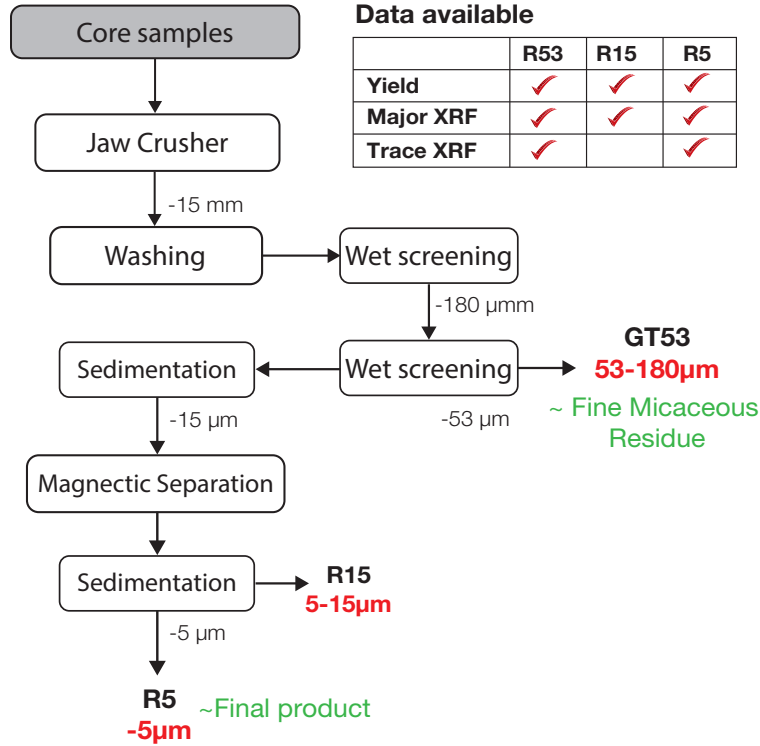 Core samples
Data available
R53 R15 R5
Yield ✓ ✓ ✓
Major XRF ✓ ✓ ✓
Trace XRF ✓ ✓
Jaw Crusher
-15 mm
Washing
Wet screening
-180 µmm
Sedimentation
Wet screening
GT53
53-180µm
~ Fine Micaceous
Residue
-15 µm
-53 µm
Magnectic Separation
Sedimentation
R15
5-15µm
-5 µm
R5
-5µm
~Final product